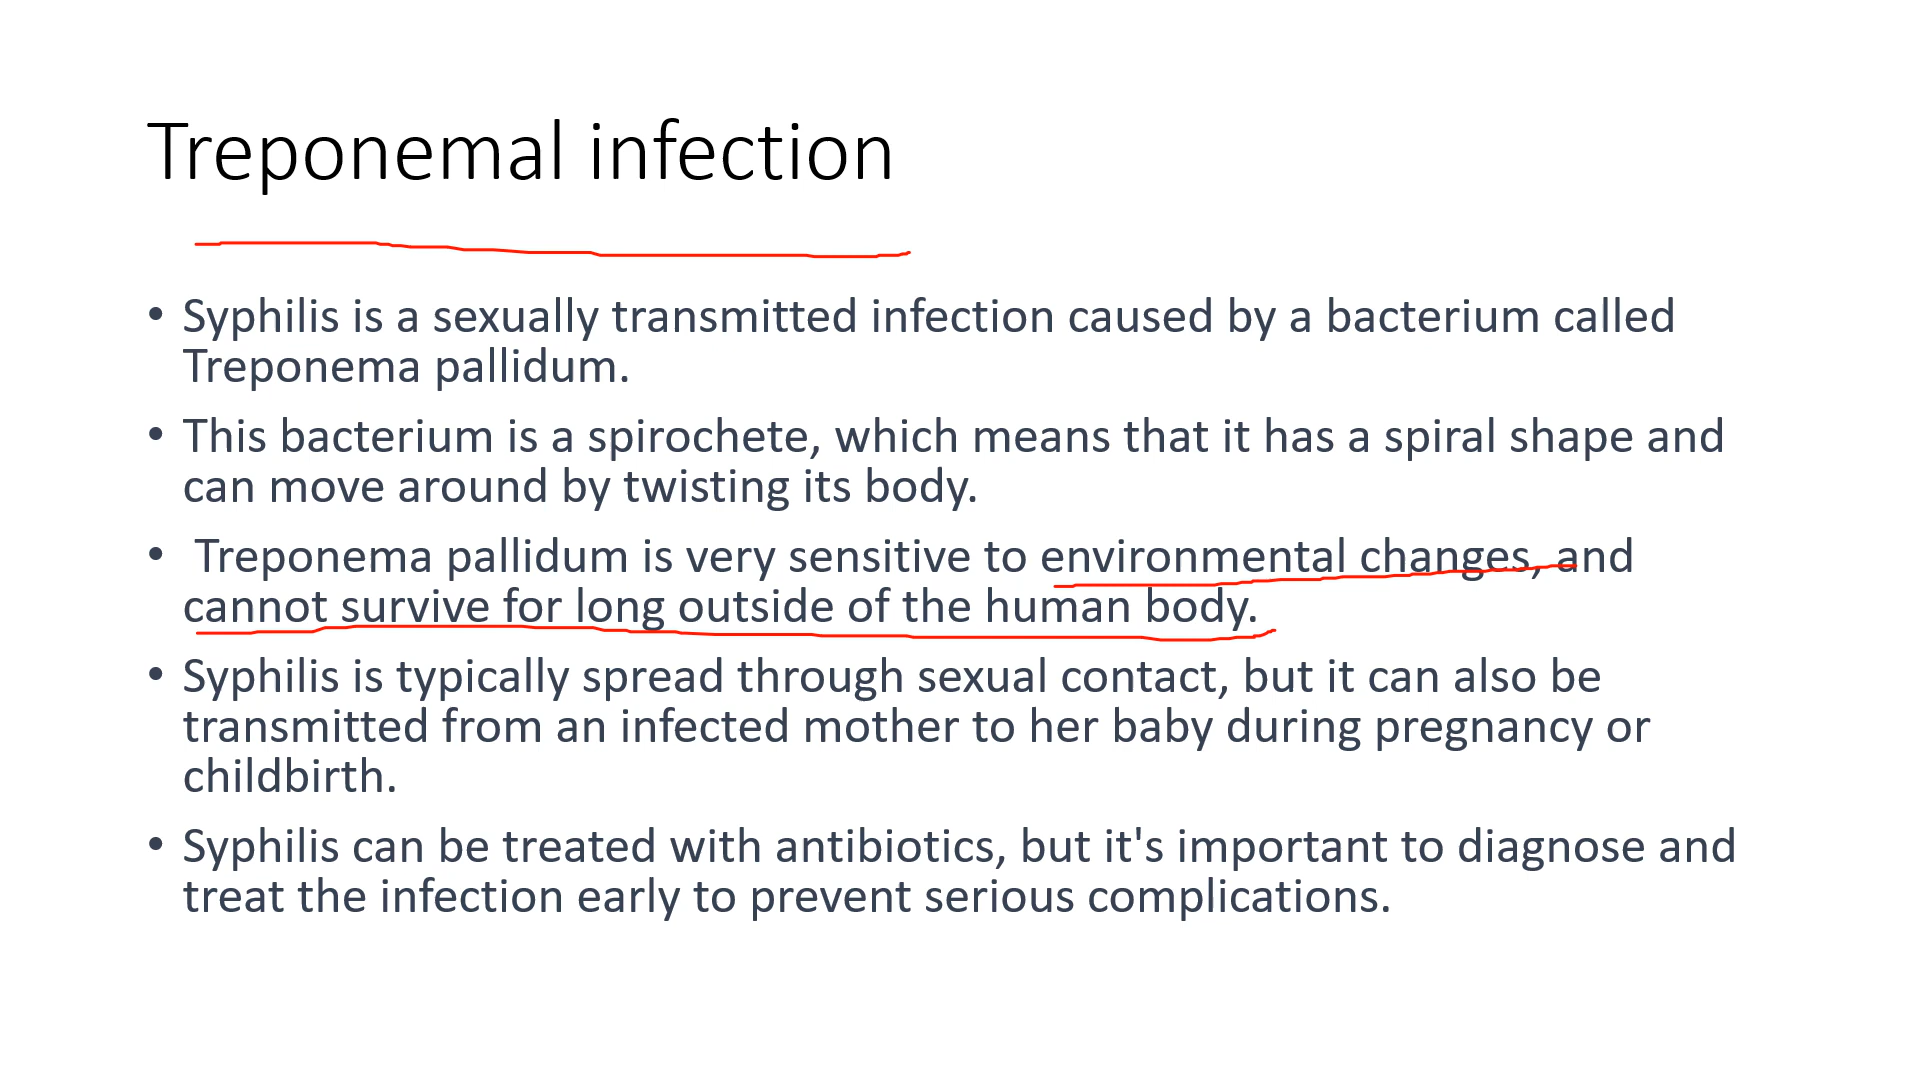 Treponemal infection
• Syphilis is a sexually transmitted infection caused by a bacterium called
Treponema pallidum.
• This bacterium is a spirochete, which means that it has a spiral shape and
can move around by twisting its body.
• Treponema pallidum is very sensitive to environmental changes, and
cannot survive for long outside of the human body.
• Syphilis is typically spread through sexual contact, but it can also be
transmitted from an infected mother to her baby during pregnancy or
childbirth.
• Syphilis can be treated with antibiotics, but it's important to diagnose and
treat the infection early to prevent serious complications.